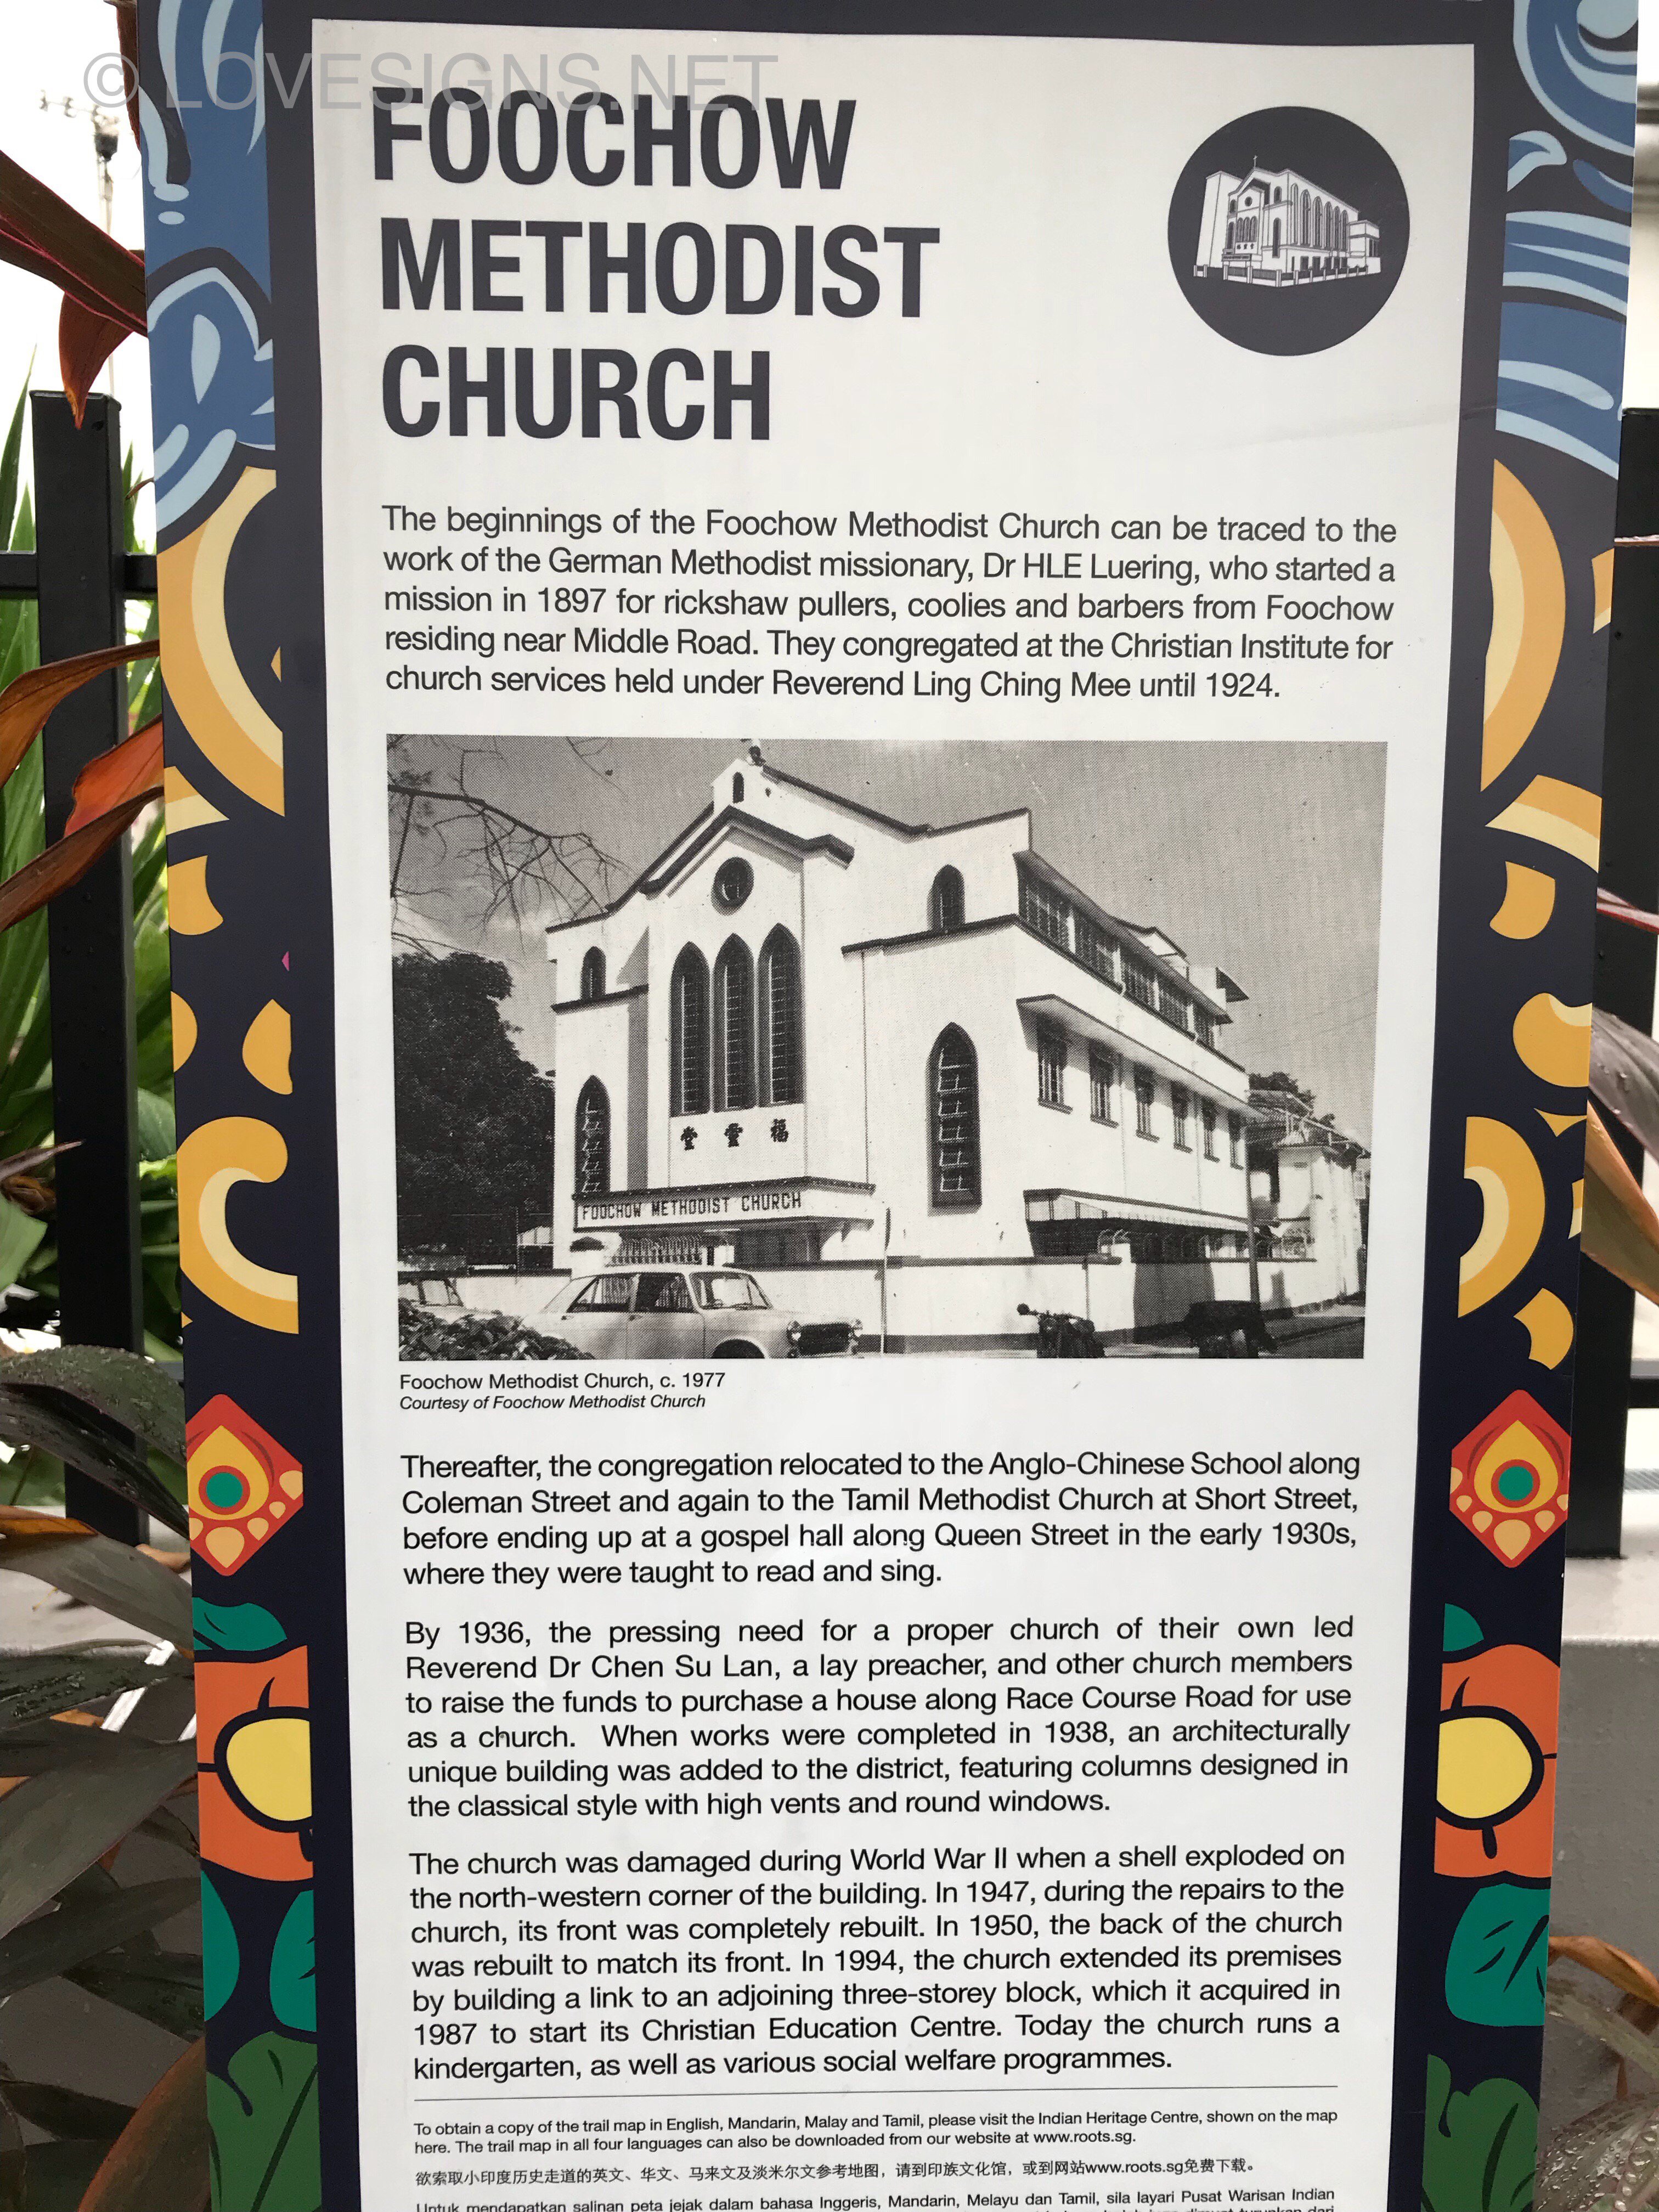 © LOVESIGNS.NET
FOOCHOW
METHODIST
CHURCH
The beginnings of the Foochow Methodist Church can be traced to the
work of the German Methodist missionary, Dr HLE Luering, who started a
mission in 1897 for rickshaw pullers, coolies and barbers from Foochow
residing near Middle Road. They congregated at the Christian Institute for
church services held under Reverend Ling Ching Mee until 1924.
堂靈福
FOOCHOW METHODIST CHURCH
Foochow Methodist Church, c. 1977
Courtesy of Foochow Methodist Church
Thereafter, the congregation relocated to the Anglo-Chinese School along
Coleman Street and again to the Tamil Methodist Church at Short Street,
before ending up at a gospel hall along Queen Street in the early 1930s,
where they were taught to read and sing.
By 1936, the pressing need for a proper church of their own led
Reverend Dr Chen Su Lan, a lay preacher, and other church members
to raise the funds to purchase a house along Race Course Road for use
as a church. When works were completed in 1938, an architecturally
unique building was added to the district, featuring columns designed in
the classical style with high vents and round windows.
The church was damaged during World War II when a shell exploded on
the north-western corner of the building. In 1947, during the repairs to the
church, its front was completely rebuilt. In 1950, the back of the church
was rebuilt to match its front. In 1994, the church extended its premises
by building a link to an adjoining three-storey block, which it acquired in
1987 to start its Christian Education Centre. Today the church runs a
kindergarten, as well as various social welfare programmes.
To obtain a copy of the trail map in English, Mandarin, Malay and Tamil, please visit the Indian Heritage Centre, shown on the map
here. The trail map in all four languages can also be downloaded from our website at www.roots.sg.
欲索取小印度历史走道的英文、华文、马来文及淡米尔文参考地图，请到印族文化馆，或到网站www.roots.sg免费下载。
Untuk mendapatkan salinan peta jejak dalam bahasa Inggeris, Mandarin, Melayu dan Tamil, sila layari Pusat Warisan Indian